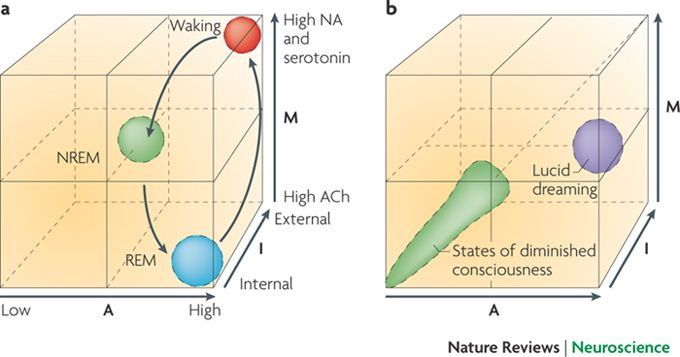 a
Waking
High NA
and
serotonin
M
NREM
High ACh
External
I
REM
Internal
Low
A
High
b
M
Lucid
dreaming
I
States of diminished
consciousness
A
Nature Reviews | Neuroscience